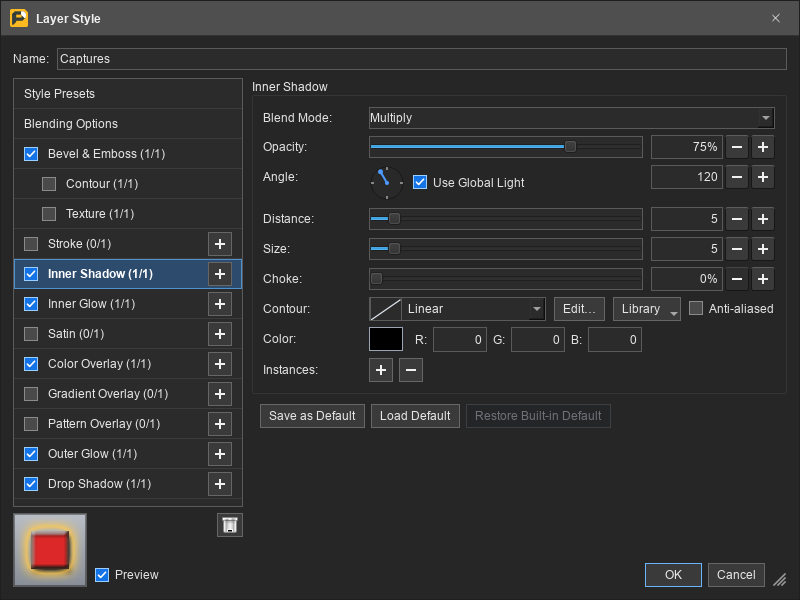 Layer Style
Name: Captures
Style Presets
Blending Options
Bevel & Emboss (1/1)
Contour (1/1)
Texture (1/1)
Stroke (0/1)
Inner Shadow (1/1)
Inner Glow (1/1)
Satin (0/1)
Color Overlay (1/1)
Gradient Overlay (0/1)
Pattern Overlay (0/1)
Outer Glow (1/1)
Drop Shadow (1/1)
Preview
Inner Shadow
Blend Mode: Multiply
Opacity: 75%
Angle: Use Global Light 120
Distance: 5
Size: 5
Choke: 0%
Contour: Linear Edit... Library Anti-aliased
Color: R: 0 G: 0 B: 0
Instances:
Save as Default Load Default Restore Built-in Default
OK Cancel